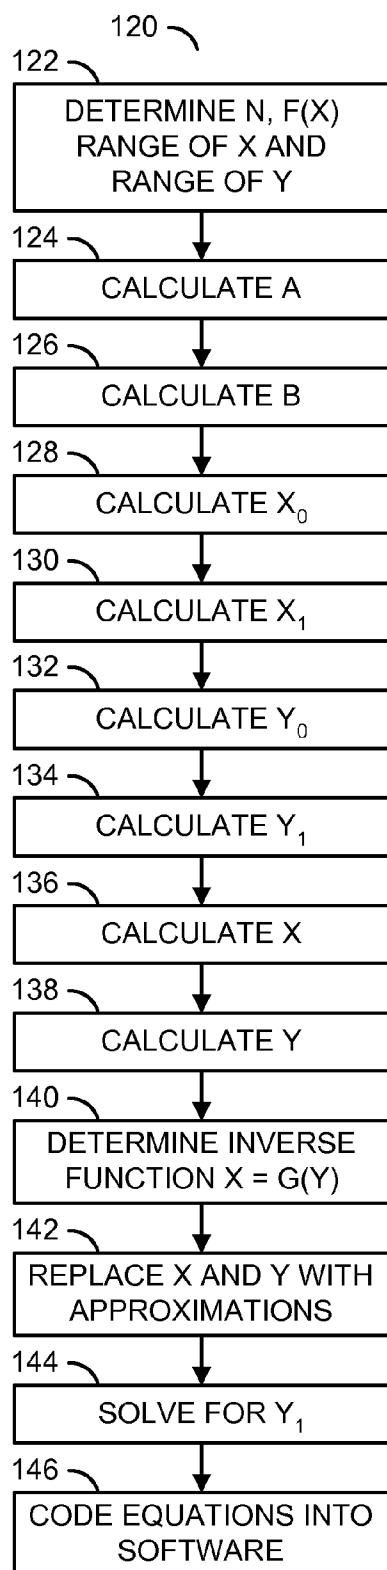 120
122
DETERMINE N, F(X)
RANGE OF X AND
RANGE OF Y
124
CALCULATE A
126
CALCULATE B
128
CALCULATE X₀
130
CALCULATE X₁
132
CALCULATE Y₀
134
CALCULATE Y₁
136
CALCULATE X
138
CALCULATE Y
140
DETERMINE INVERSE
FUNCTION X = G(Y)
142
REPLACE X AND Y WITH
APPROXIMATIONS
144
SOLVE FOR Y₁
146
CODE EQUATIONS INTO
SOFTWARE